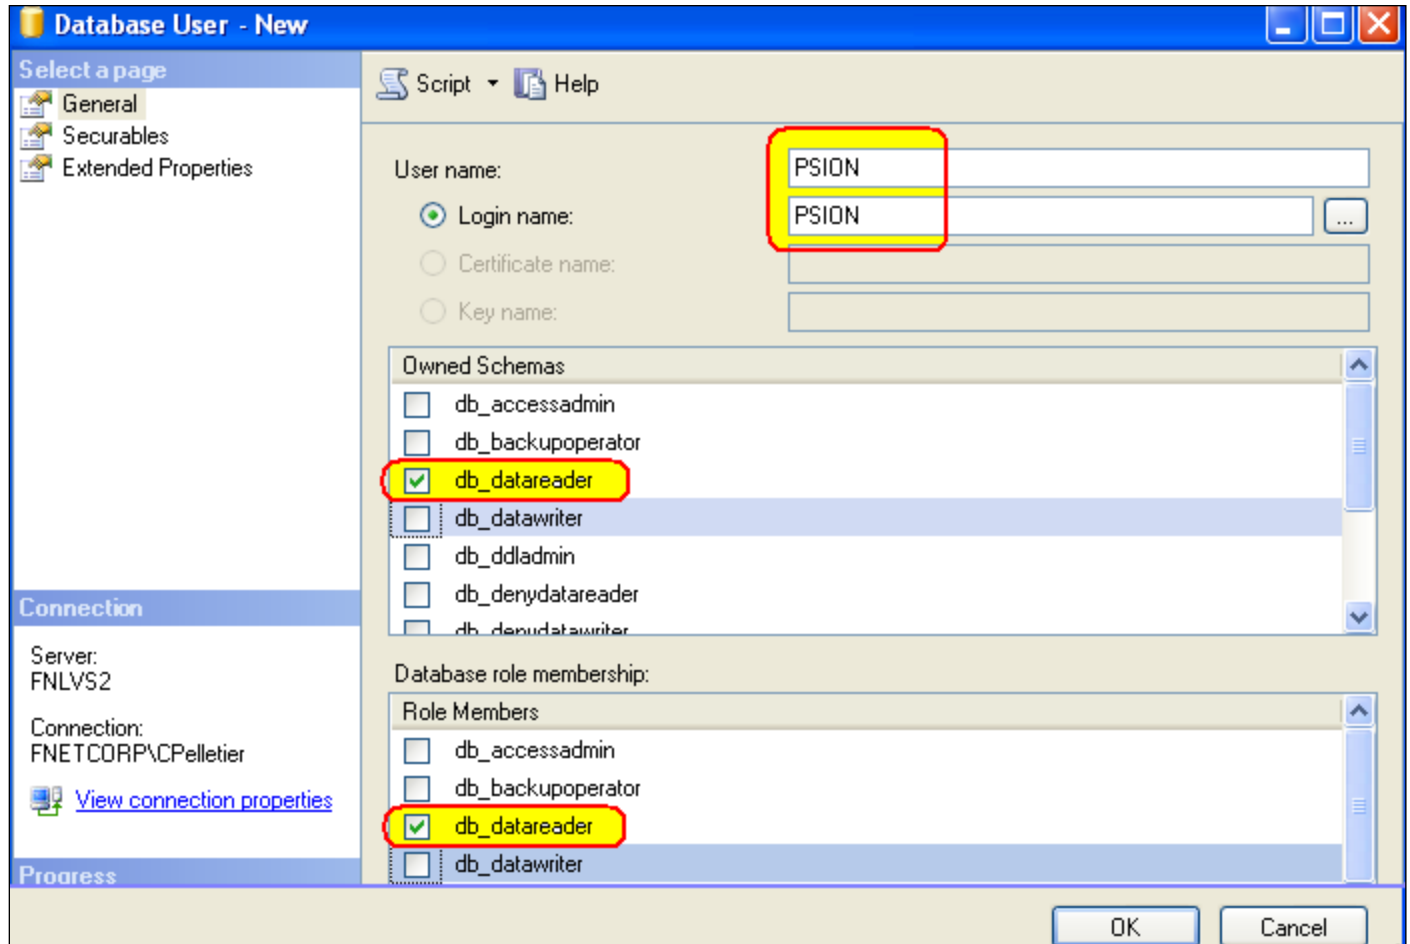 Database User - New
Select a page
General
Securables
Extended Properties
Script Help
User name: PSION
Login name: PSION ...
Certificate name:
Key name:
Owned Schemas
db_accessadmin
db_backupoperator
db_datareader
db_datawriter
db_ddladmin
db_denydatareader
db_denydatawriter
Database role membership:
Role Members
db_accessadmin
db_backupoperator
db_datareader
db_datawriter
Connection
Server:
FNLVS2
Connection:
FNETCORP\CPelletier
View connection properties
Progress
OK Cancel